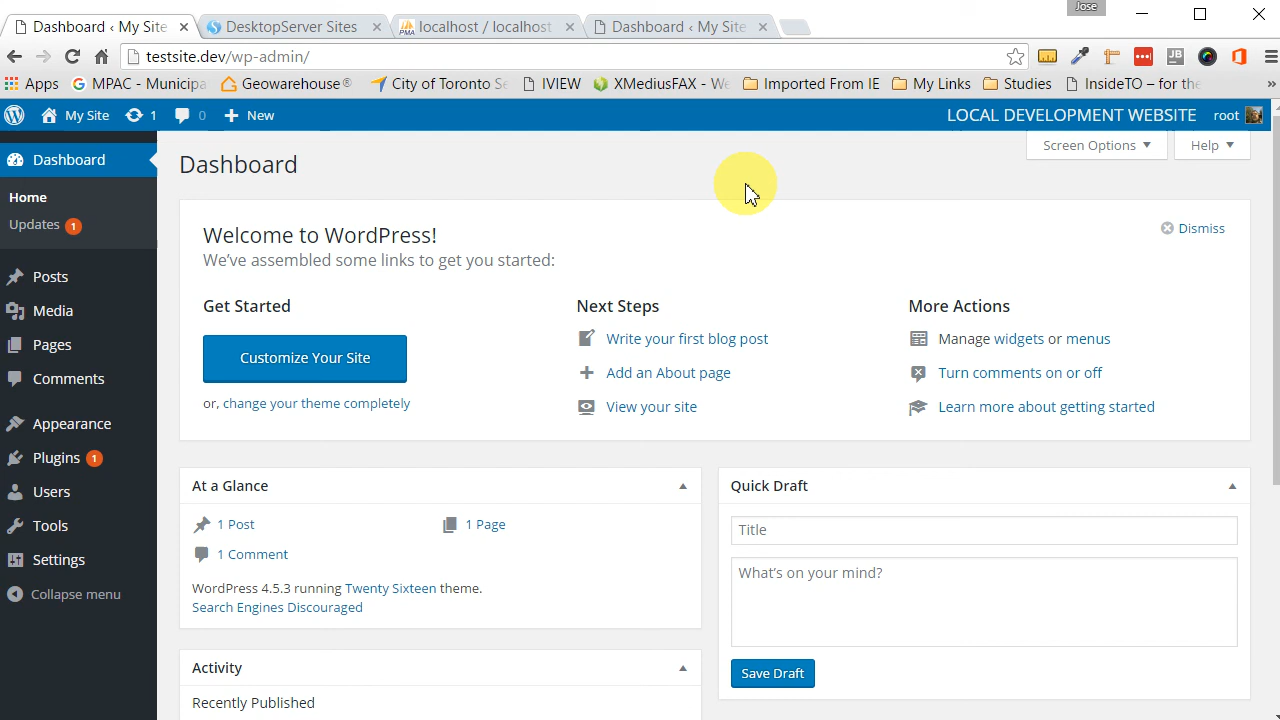 Jose
Dashboard ‹ My Site
DesktopServer Sites
localhost / localhost
Dashboard ‹ My Site
testsite.dev/wp-admin/
Apps
MPAC - Municipa
Geowarehouse®
City of Toronto Se
IVIEW
XMediusFAX - We
Imported From IE
My Links
Studies
InsideTO – for the
My Site
1
0
New
LOCAL DEVELOPMENT WEBSITE
root
Dashboard
Home
Updates 1
Posts
Media
Pages
Comments
Appearance
Plugins 1
Users
Tools
Settings
Collapse menu
Screen Options
Help
Dashboard
Welcome to WordPress!
We've assembled some links to get you started:
Dismiss
Get Started
Customize Your Site
or, change your theme completely
Next Steps
Write your first blog post
Add an About page
View your site
More Actions
Manage widgets or menus
Turn comments on or off
Learn more about getting started
At a Glance
1 Post
1 Page
1 Comment
WordPress 4.5.3 running Twenty Sixteen theme.
Search Engines Discouraged
Activity
Recently Published
Quick Draft
Title
What's on your mind?
Save Draft